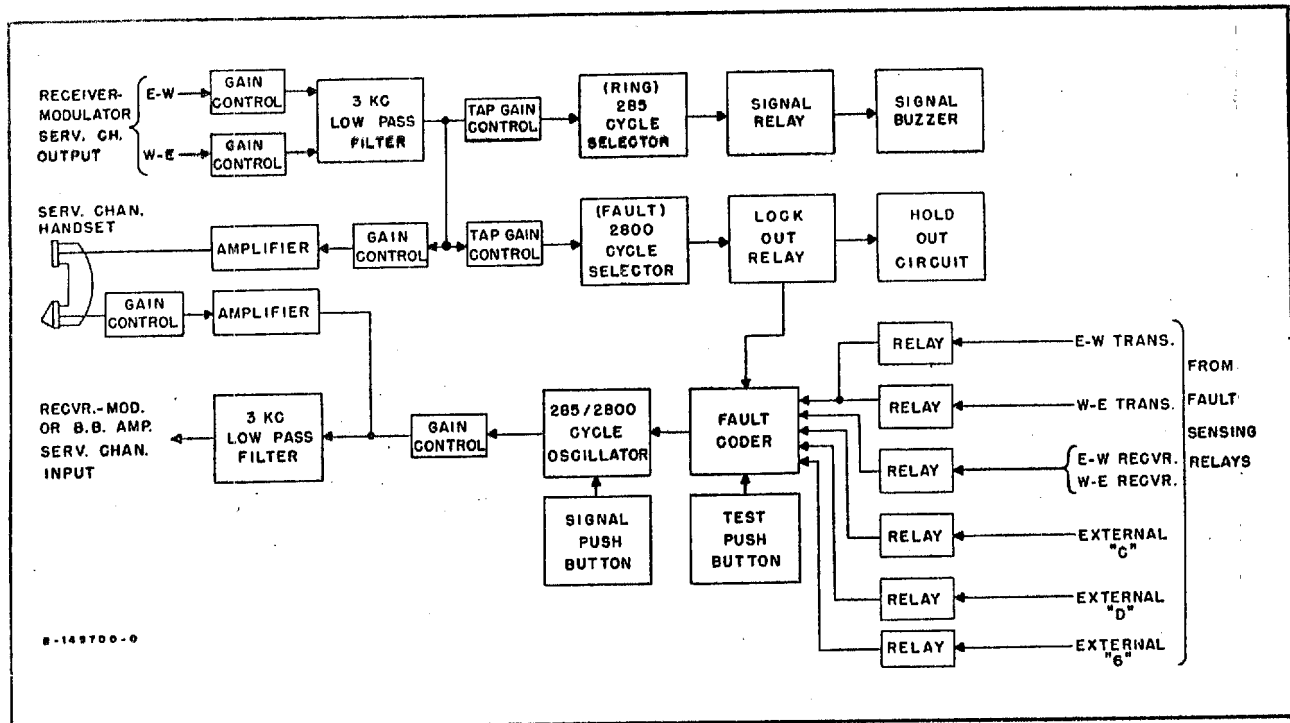 RECEIVER-
MODULATOR
SERV. CH.
OUTPUT
E-W
W-E
GAIN
CONTROL
GAIN
CONTROL
3 KC
LOW PASS
FILTER
TAP GAIN
CONTROL
(RING)
285
CYCLE
SELECTOR
SIGNAL
RELAY
SIGNAL
BUZZER
SERV. CHAN.
HANDSET
AMPLIFIER
GAIN
CONTROL
TAP GAIN
CONTROL
(FAULT)
2800
CYCLE
SELECTOR
LOCK
OUT
RELAY
HOLD
OUT
CIRCUIT
GAIN
CONTROL
AMPLIFIER
RECVR.-MOD.
OR B.B. AMP.
SERV. CHAN.
INPUT
3 KC
LOW PASS
FILTER
GAIN
CONTROL
285/2800
CYCLE
OSCILLATOR
FAULT
CODER
SIGNAL
PUSH
BUTTON
TEST
PUSH
BUTTON
RELAY
E-W TRANS.
RELAY
W-E TRANS.
RELAY
E-W RECVR.
W-E RECVR.
RELAY
EXTERNAL
"C"
RELAY
EXTERNAL
"D"
RELAY
EXTERNAL
"6"
FROM
FAULT
SENSING
RELAYS
B-149700-0